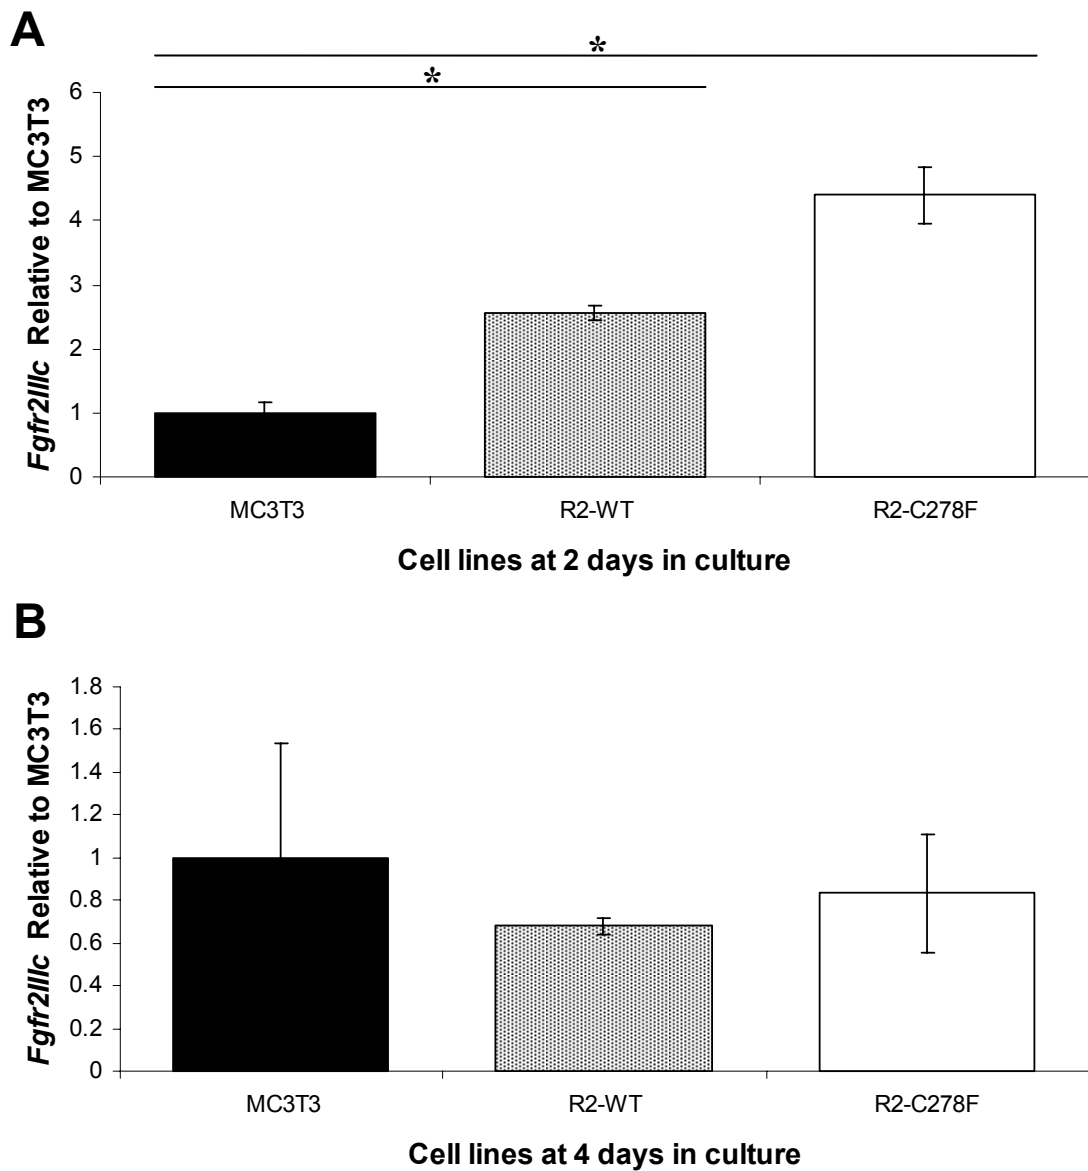 A
*
*
Fgfr2IIIc Relative to MC3T3
6
5
4
3
2
1
0
MC3T3 R2-WT R2-C278F
Cell lines at 2 days in culture
B
Fgfr2IIIc Relative to MC3T3
1.8
1.6
1.4
1.2
1
0.8
0.6
0.4
0.2
0
MC3T3 R2-WT R2-C278F
Cell lines at 4 days in culture